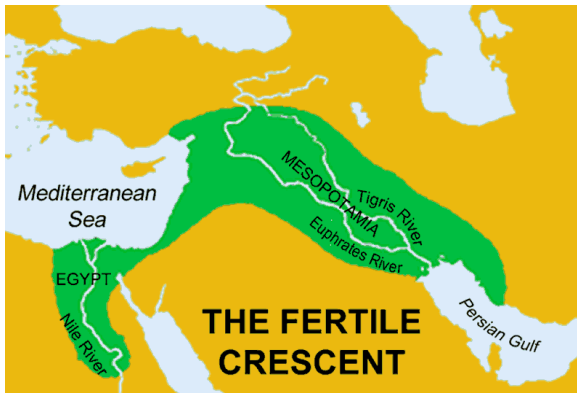 Mediterranean
Sea
MESOPOTAMIA
Tigris River
Euphrates River
EGYPT
Nile River
Persian Gulf
THE FERTILE
CRESCENT